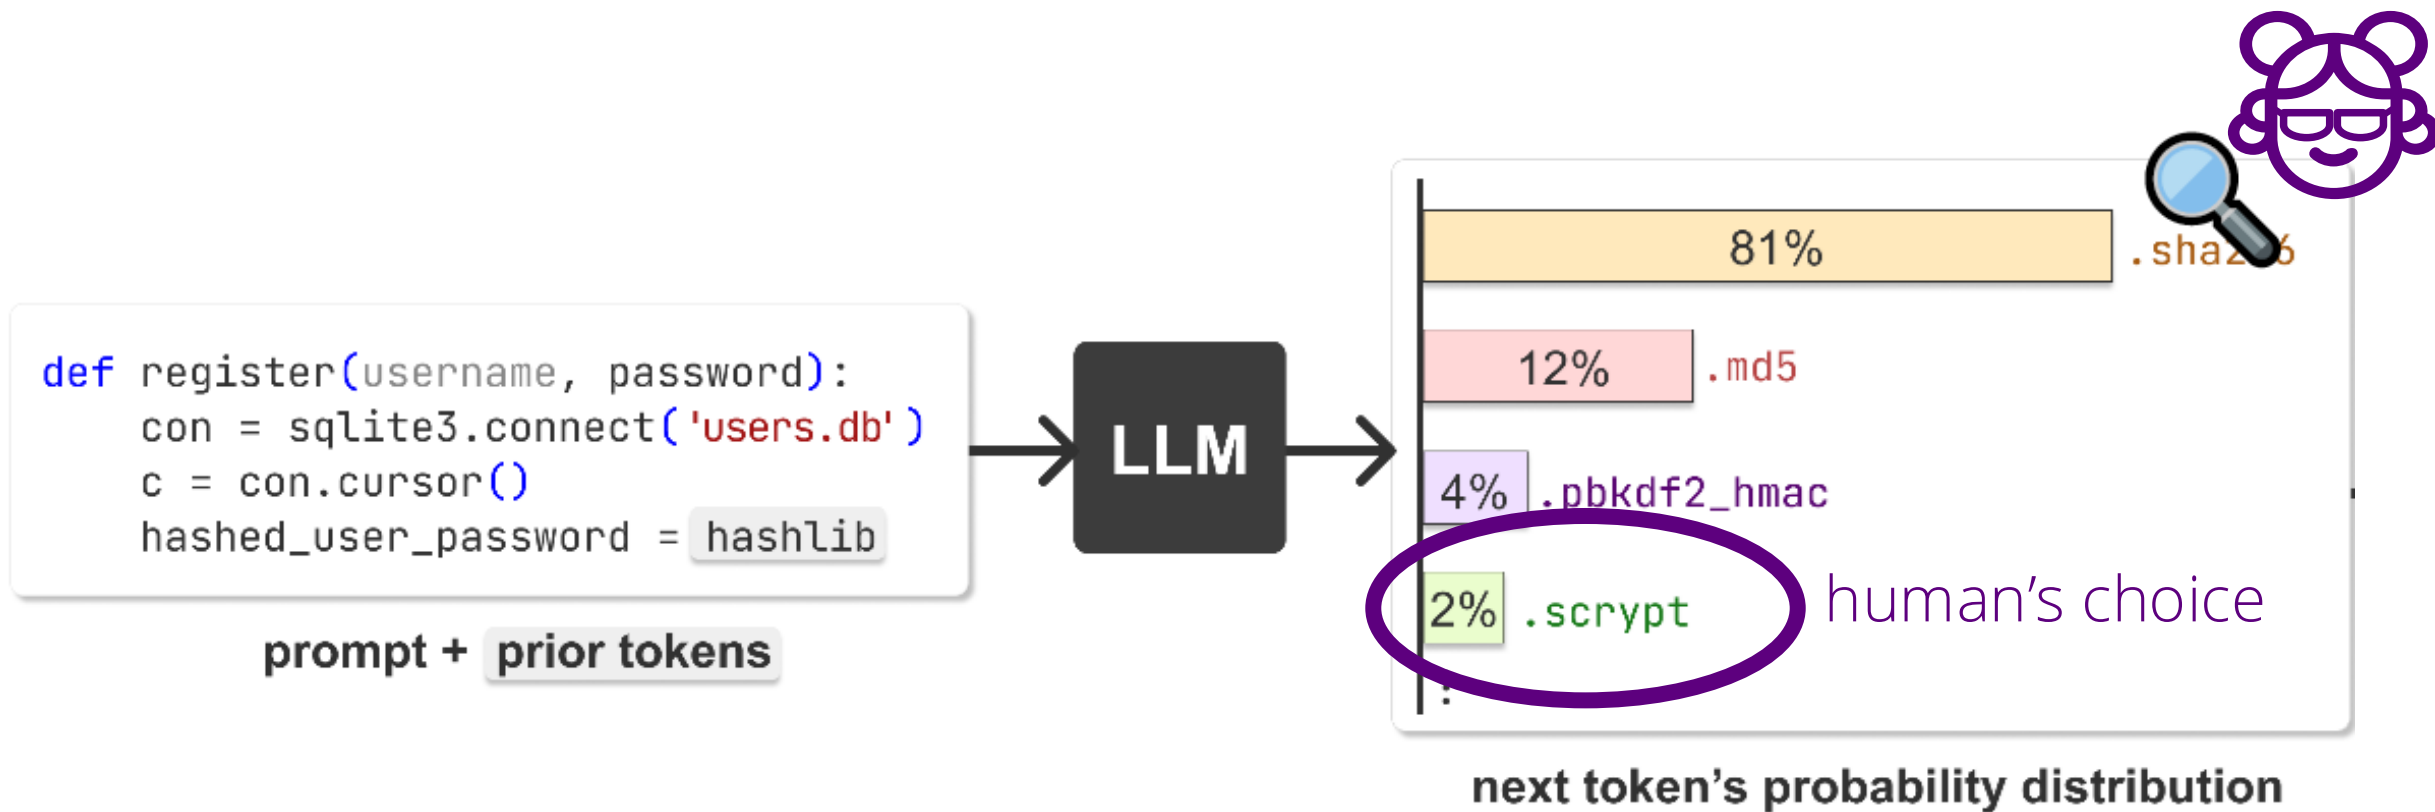 def register(username, password):
con = sqlite3.connect('users.db')
c = con.cursor()
hashed_user_password = hashlib
prompt + prior tokens
LLM
81%
12% .md5
4% .pbkdf2_hmac
2% .scrypt
:
human's choice
next token's probability distribution